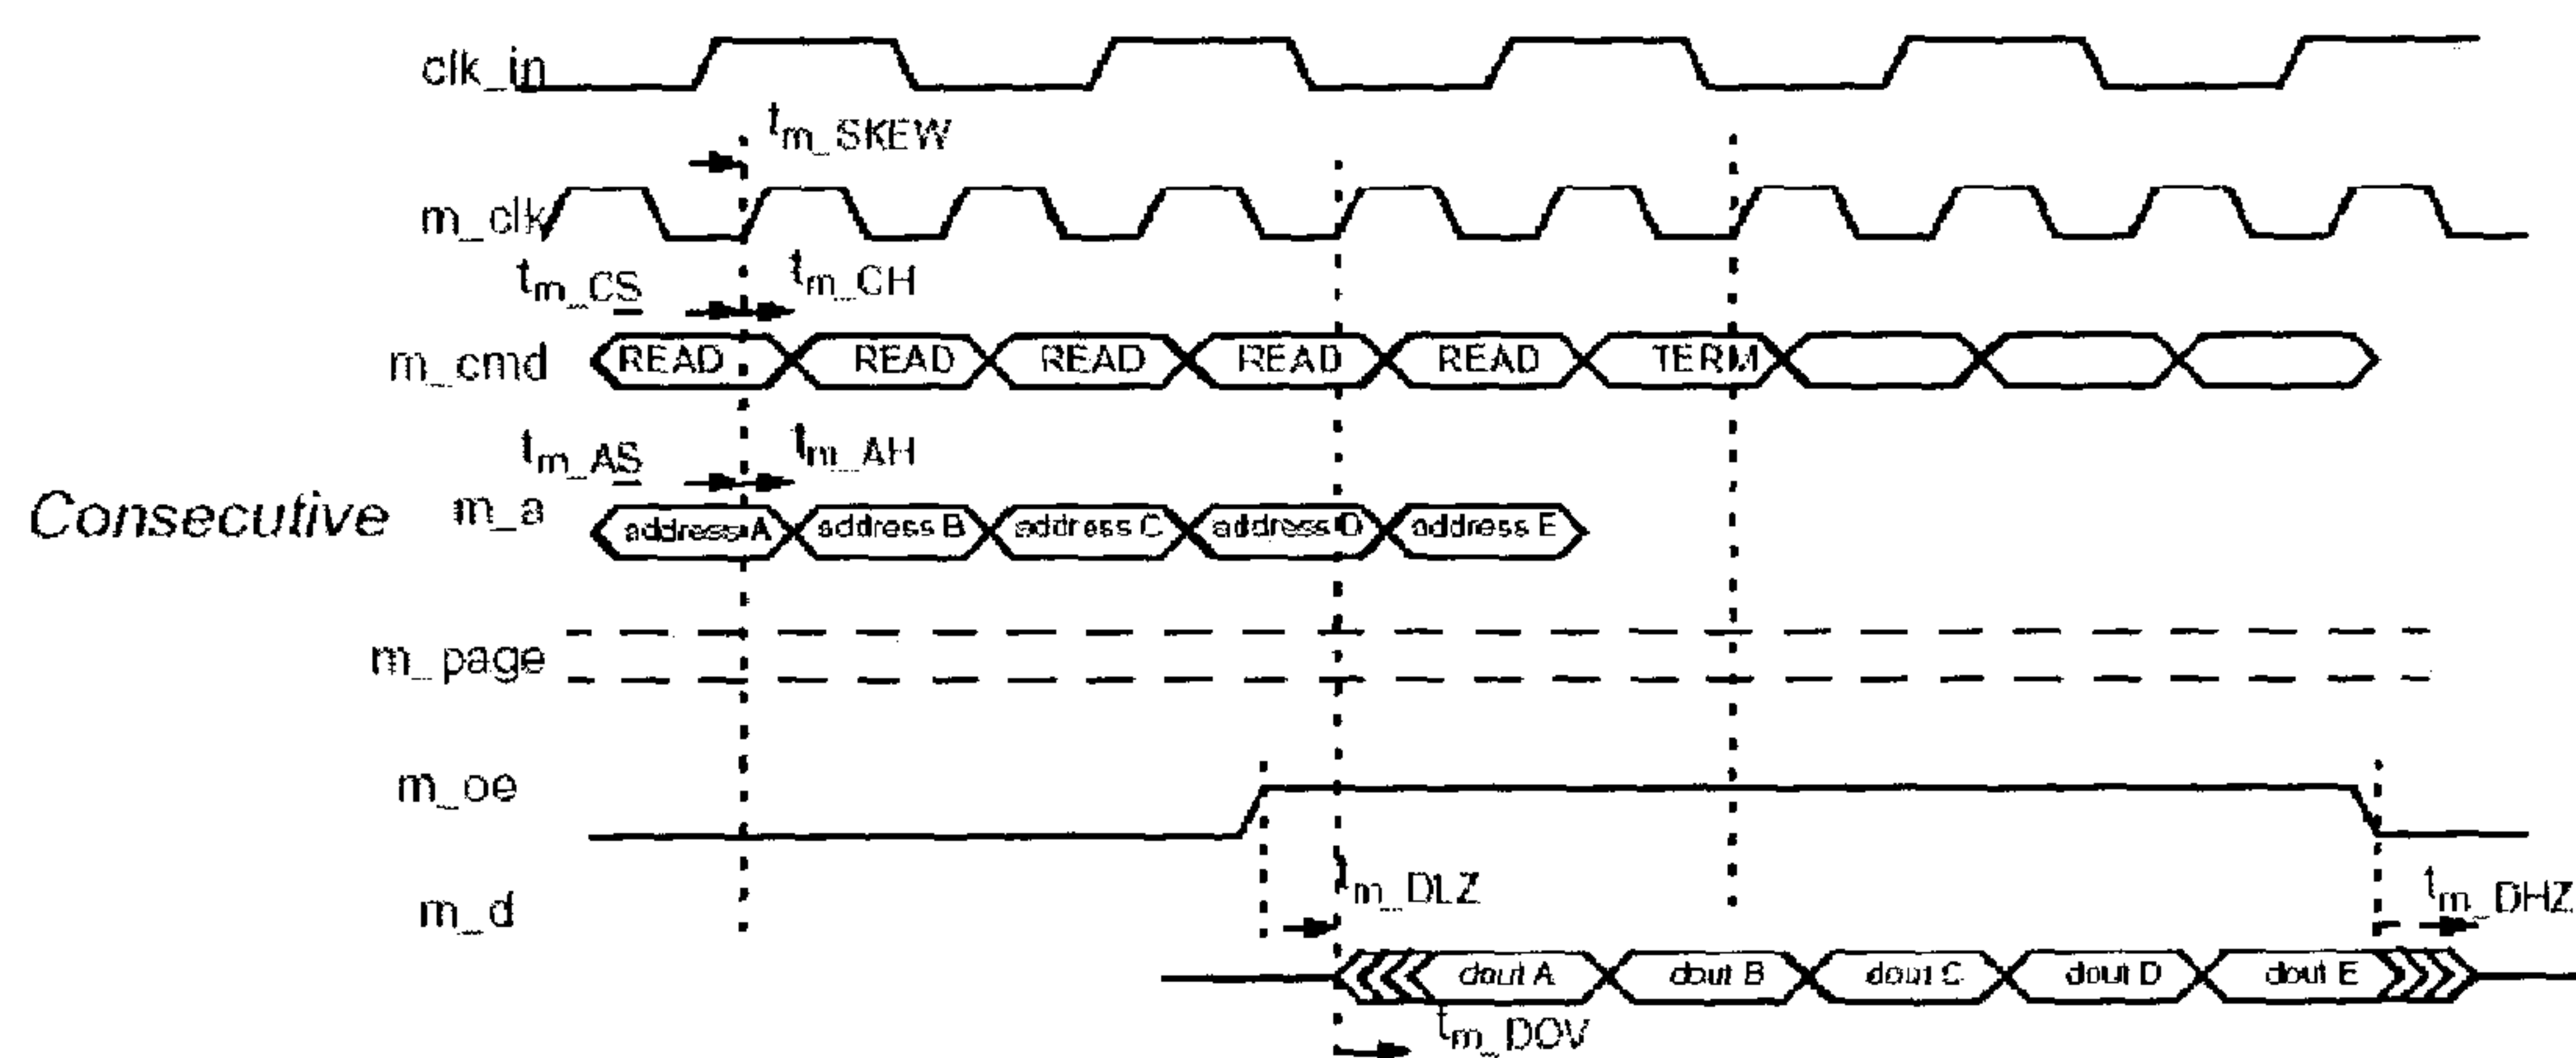 clk_in
t_m_SKEW
m_clk
t_m_CS t_m_CH
m_cmd READ READ READ READ READ TERM
t_m_AS t_m_AH
Consecutive m_a address A address B address C address D address E
m_page
m_oe
t_m_DLZ t_m_DHZ
m_d
dout A dout B dout C dout D dout E
t_m_DOV